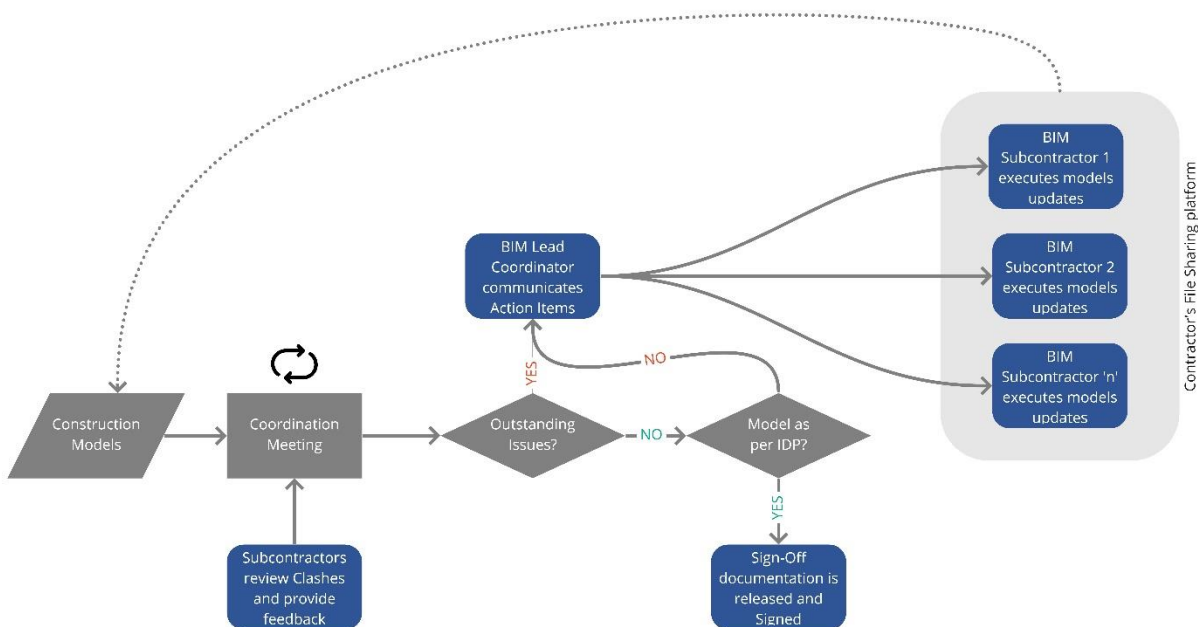 Construction
Models
Coordination
Meeting
Subcontractors
review Clashes
and provide
feedback
Outstanding
Issues?
YES
NO
BIM Lead
Coordinator
communicates
Action Items
Model as
per IDP?
NO
YES
Sign-Off
documentation is
released and
Signed
BIM
Subcontractor 1
executes models
updates
BIM
Subcontractor 2
executes models
updates
BIM
Subcontractor 'n'
executes models
updates
Contractor's File Sharing platform